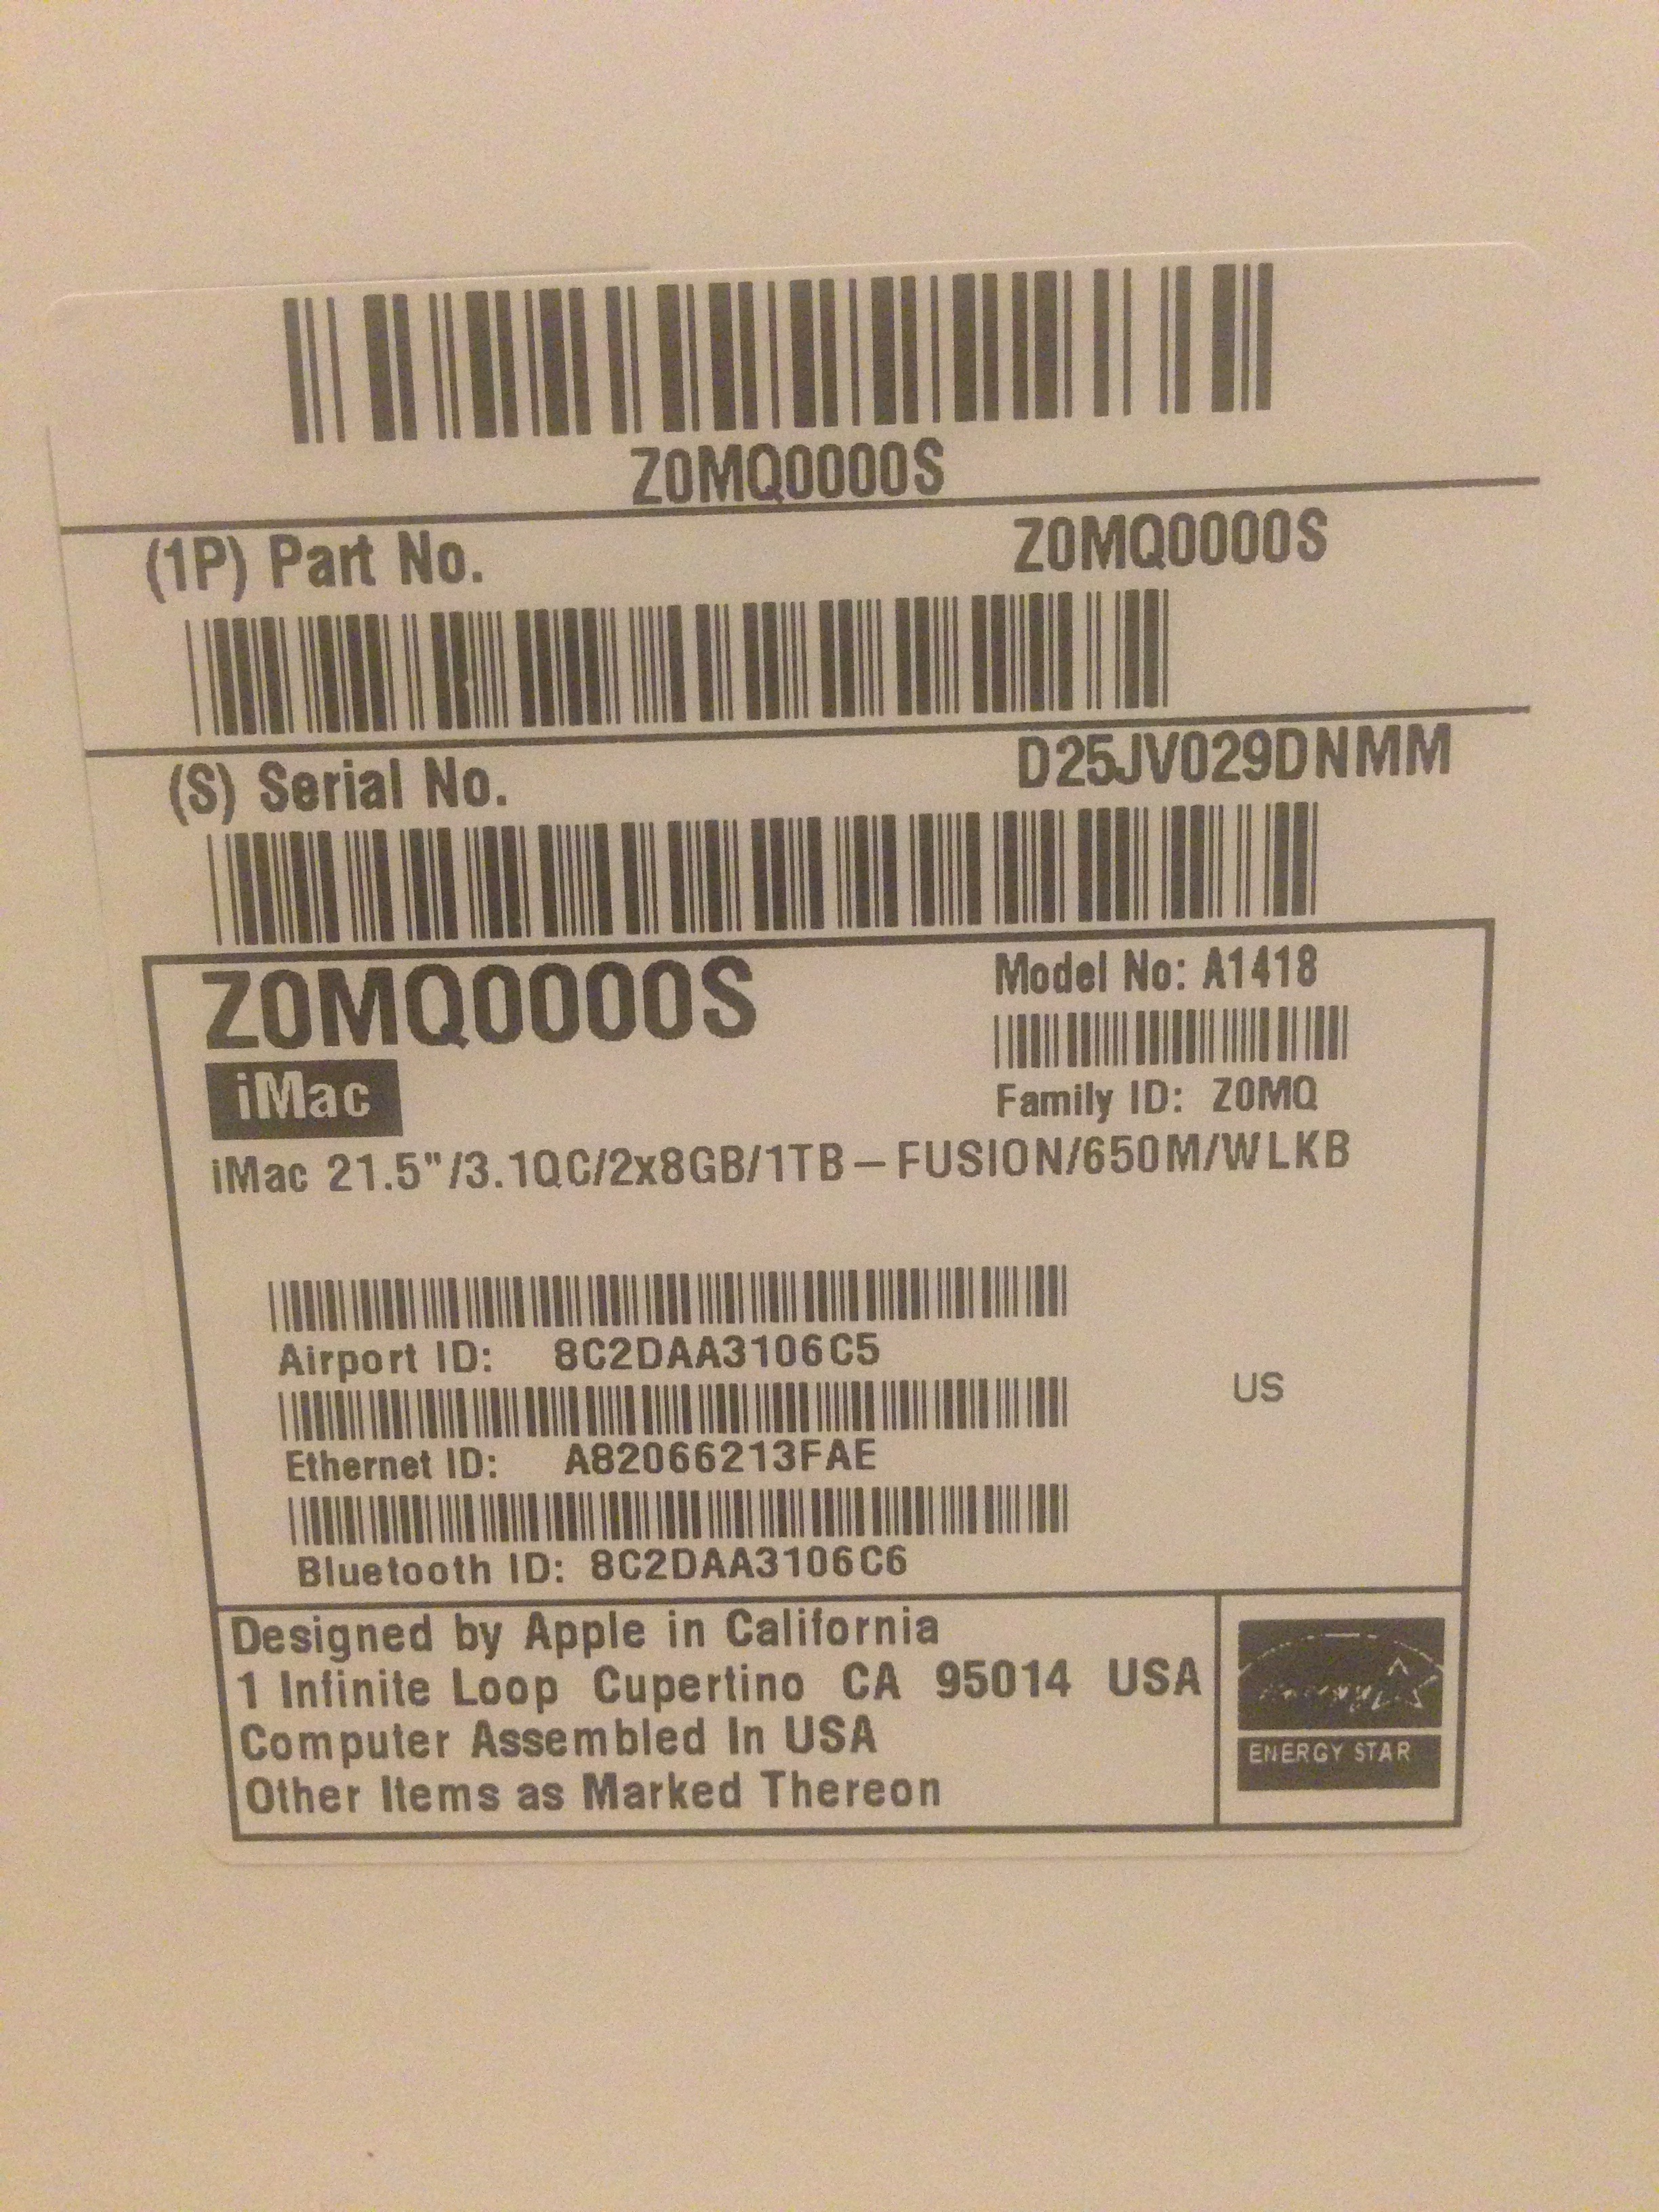 Z0MQ0000S
(1P) Part No. Z0MQ0000S
(S) Serial No. D25JV029DNMM
Z0MQ0000S
Model No: A1418
iMac
Family ID: Z0MQ
iMac 21.5"/3.1QC/2x8GB/1TB-FUSION/650M/WLKB
Airport ID: 8C2DAA3106C5
US
Ethernet ID: A82066213FAE
Bluetooth ID: 8C2DAA3106C6
Designed by Apple in California
1 Infinite Loop Cupertino CA 95014 USA
Computer Assembled In USA
Other Items as Marked Thereon
ENERGY STAR